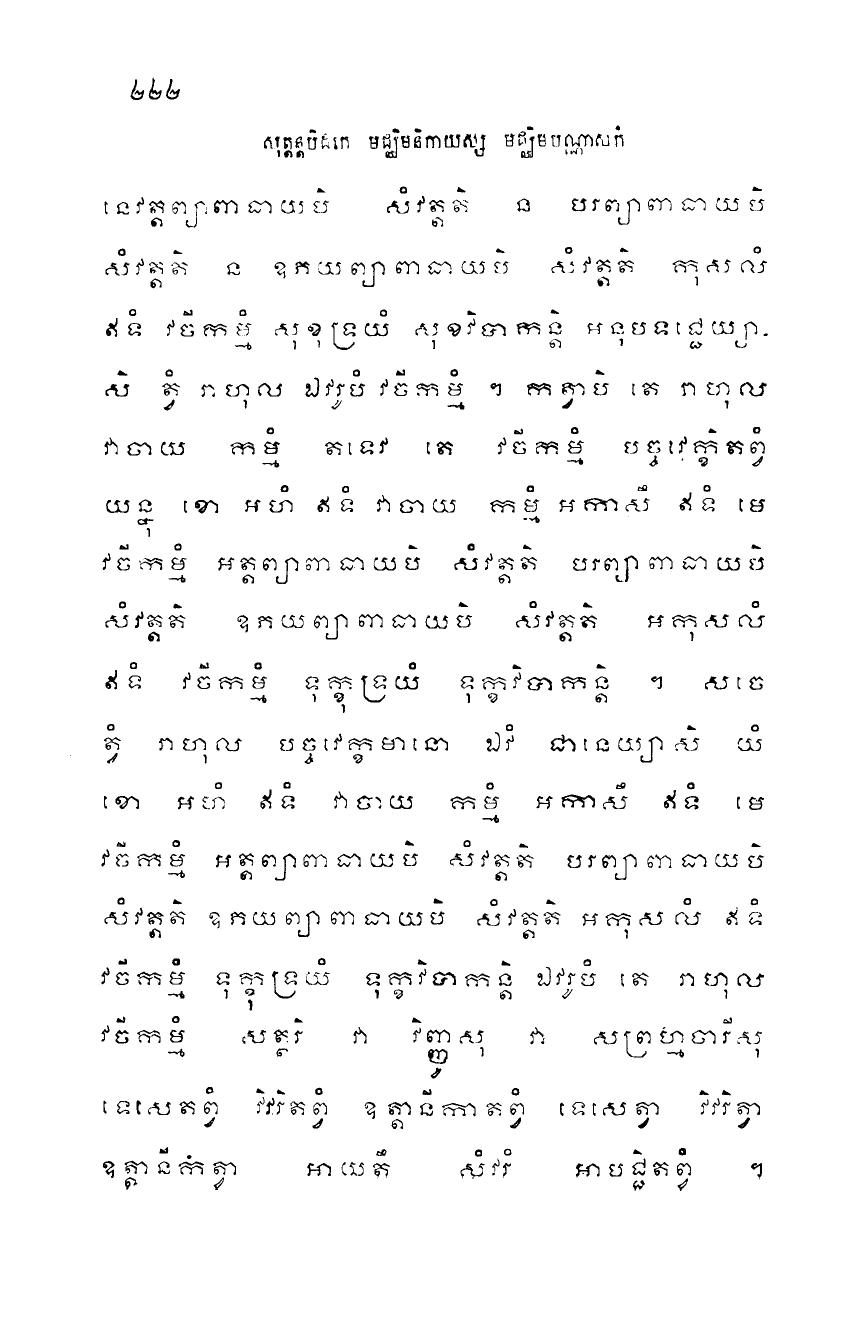 ២២២
សុត្តន្តបិដកេ មជ្ឈិមនិកាយស្ស មជ្ឈិមបណ្ណាសកំ
នេវត្តព្យាពាធាយបិ សំវត្តតិ ន បរព្យាពាធាយបិ
សំវត្តតិ ន ឧភយព្យាពាធាយបិ សំវត្តតិ កុសលំ
ឥទំ វចីកម្មំ សុខុទ្រយំ សុខវិបាកន្តិ អនុបទជ្ជេយ្យា-
សិ ត្វំ រាហុល ឯវរូបំ វចីកម្មំ ។ កត្វាបិ តេ រាហុល
វាចាយ កម្មំ តទេវ តេ វចីកម្មំ បច្ចវេក្ខិតព្វំ
យន្នុ ខោ អហំ ឥទំ វាចាយ កម្មំ អកាសឹ ឥទំ មេ
វចីកម្មំ អត្តព្យាពាធាយបិ សំវត្តតិ បរព្យាពាធាយបិ
សំវត្តតិ ឧភយព្យាពាធាយបិ សំវត្តតិ អកុសលំ
ឥទំ វចីកម្មំ ទុក្ខុទ្រយំ ទុក្ខវិបាកន្តិ ។ សចេ
ត្វំ រាហុល បច្ចវេក្ខមានោ ឯវំ ជានេយ្យាសិ យំ
ខោ អហំ ឥទំ វាចាយ កម្មំ អកាសឹ ឥទំ មេ
វចីកម្មំ អត្តព្យាពាធាយបិ សំវត្តតិ បរព្យាពាធាយបិ
សំវត្តតិ ឧភយព្យាពាធាយបិ សំវត្តតិ អកុសលំ ឥទំ
វចីកម្មំ ទុក្ខុទ្រយំ ទុក្ខវិបាកន្តិ ឯវរូបំ តេ រាហុល
វចីកម្មំ សត្តរិ វា វិញ្ញូសុ វា សព្រហ្មចារីសុ
ទេសេតព្វំ វិវរិតព្វំ ឧត្តានីកាតព្វំ ទេសេត្វា វិវរិត្វា
ឧត្តានីកំត្វា អាយតឹ សំវរំ អាបជ្ជិតព្វំ ។